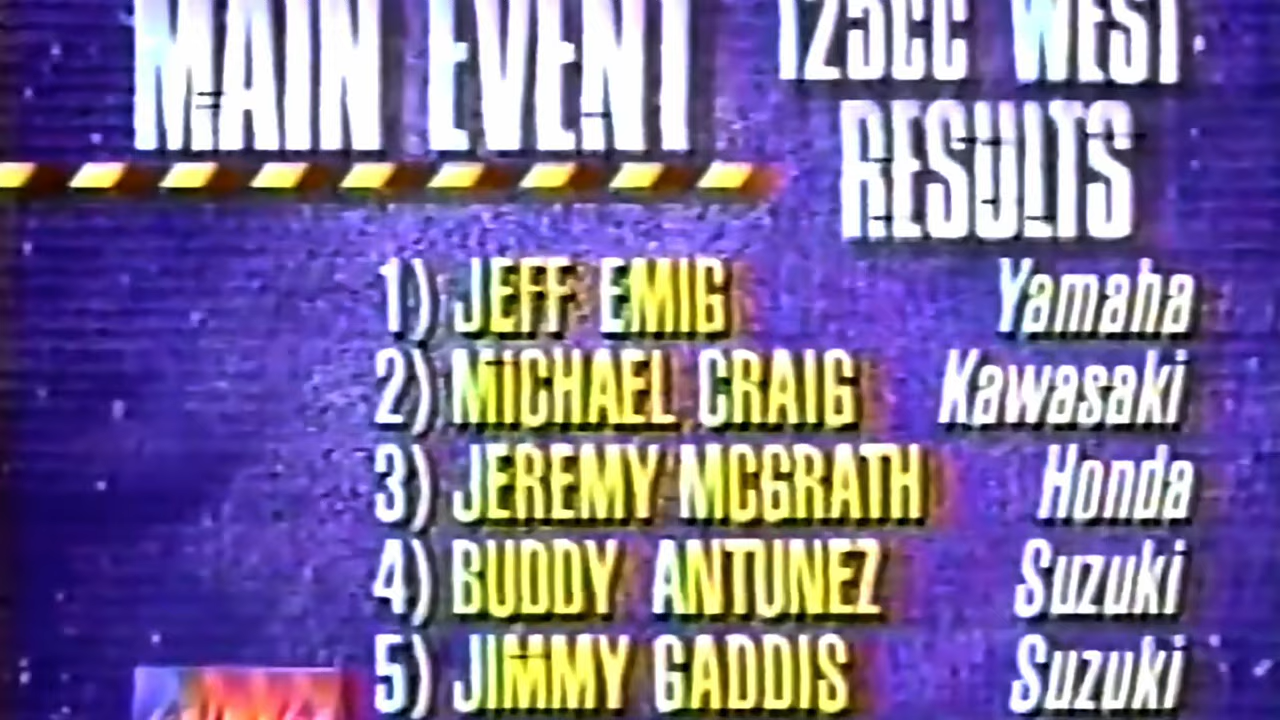 MAIN EVENT
125CC WEST
RESULTS
1) JEFF EMIG Yamaha
2) MICHAEL CRAIG Kawasaki
3) JEREMY MCGRATH Honda
4) BUDDY ANTUNEZ Suzuki
5) JIMMY GADDIS Suzuki